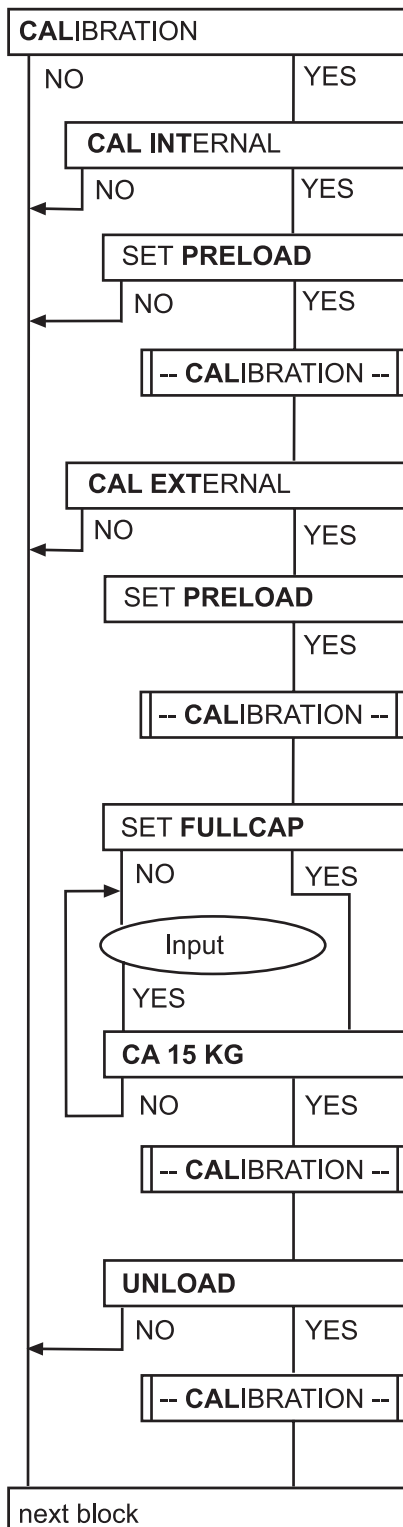 CALIBRATION
NO YES
CAL INTERNAL
NO YES
SET PRELOAD
NO YES
-- CALIBRATION --
CAL EXTERNAL
NO YES
SET PRELOAD
YES
-- CALIBRATION --
SET FULLCAP
NO YES
Input
YES
CA 15 KG
NO YES
-- CALIBRATION --
UNLOAD
NO YES
-- CALIBRATION --
next block